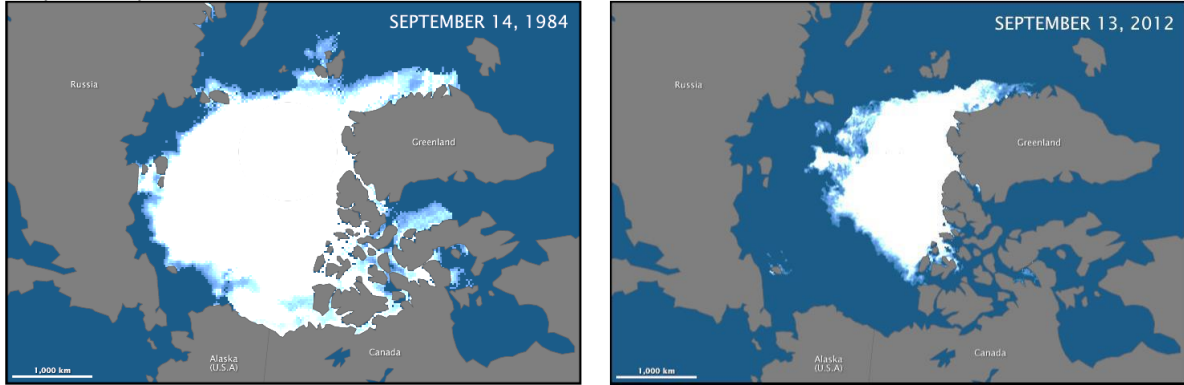 SEPTEMBER 14, 1984
Russia
Greenland
Alaska
(U.S.A)
Canada
1,000 km
SEPTEMBER 13, 2012
Russia
Greenland
Alaska
(U.S.A)
Canada
1,000 km